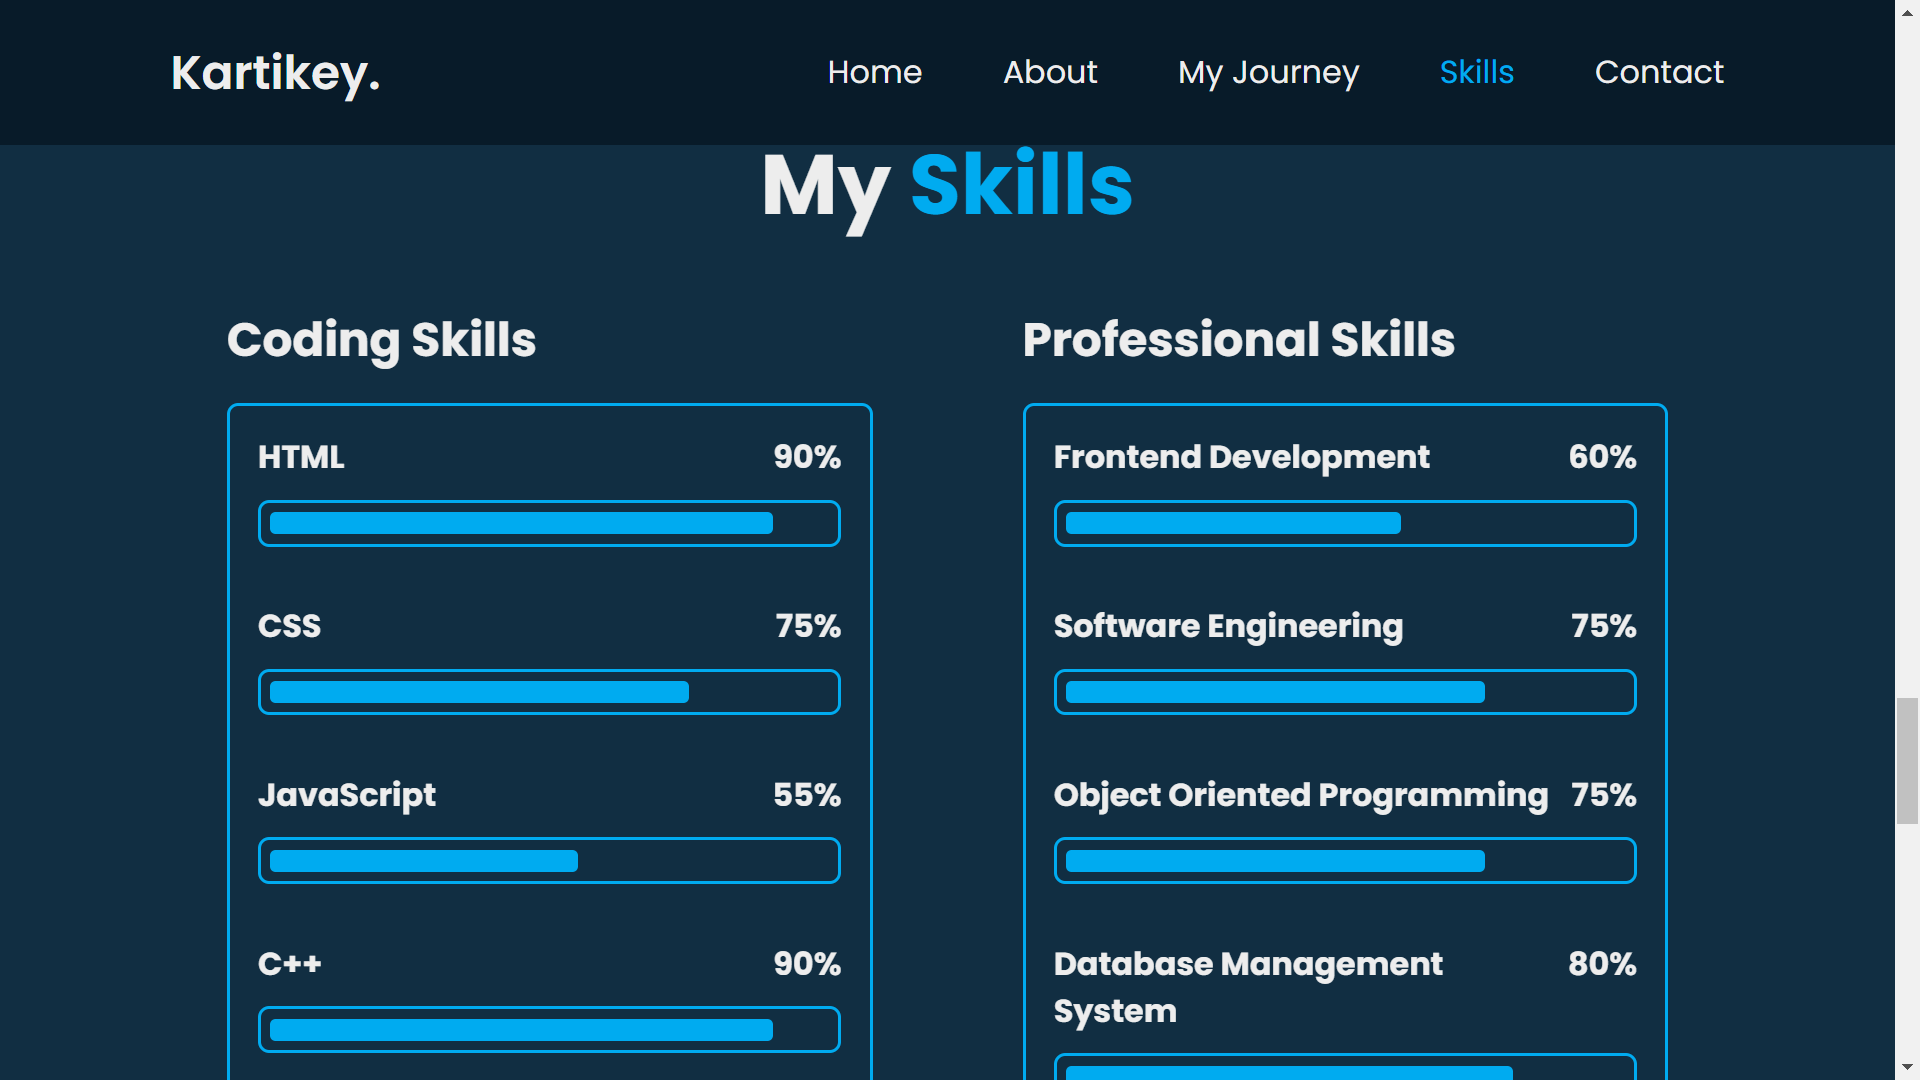 Kartikey.
Home About My Journey Skills Contact
My Skills
Coding Skills
HTML 90%
CSS 75%
JavaScript 55%
C++ 90%
Professional Skills
Frontend Development 60%
Software Engineering 75%
Object Oriented Programming 75%
Database Management 80%
System